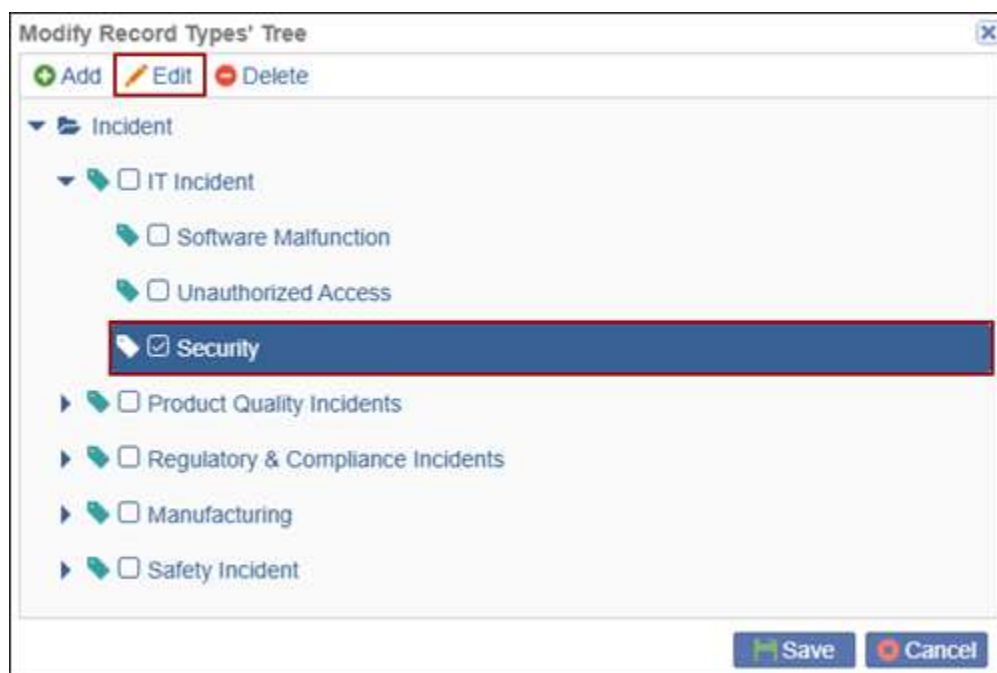 Modify Record Types' Tree
Add Edit Delete
Incident
IT Incident
Software Malfunction
Unauthorized Access
Security
Product Quality Incidents
Regulatory & Compliance Incidents
Manufacturing
Safety Incident
Save Cancel